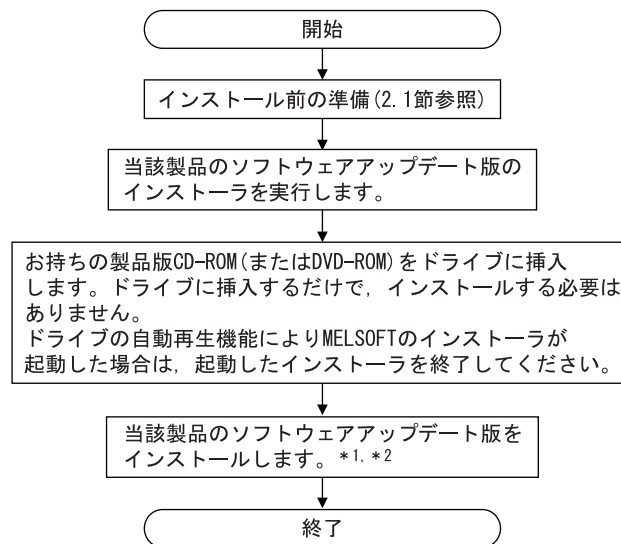 開始
インストール前の準備(2.1節参照)
当該製品のソフトウェアアップデート版の
インストーラを実行します。
お持ちの製品版CD-ROM(またはDVD-ROM)をドライブに挿入
します。ドライブに挿入するだけで，インストールする必要は
ありません。
ドライブの自動再生機能によりMELSOFTのインストーラが
起動した場合は，起動したインストーラを終了してください。
当該製品のソフトウェアアップデート版を
インストールします。*1，*2
終了